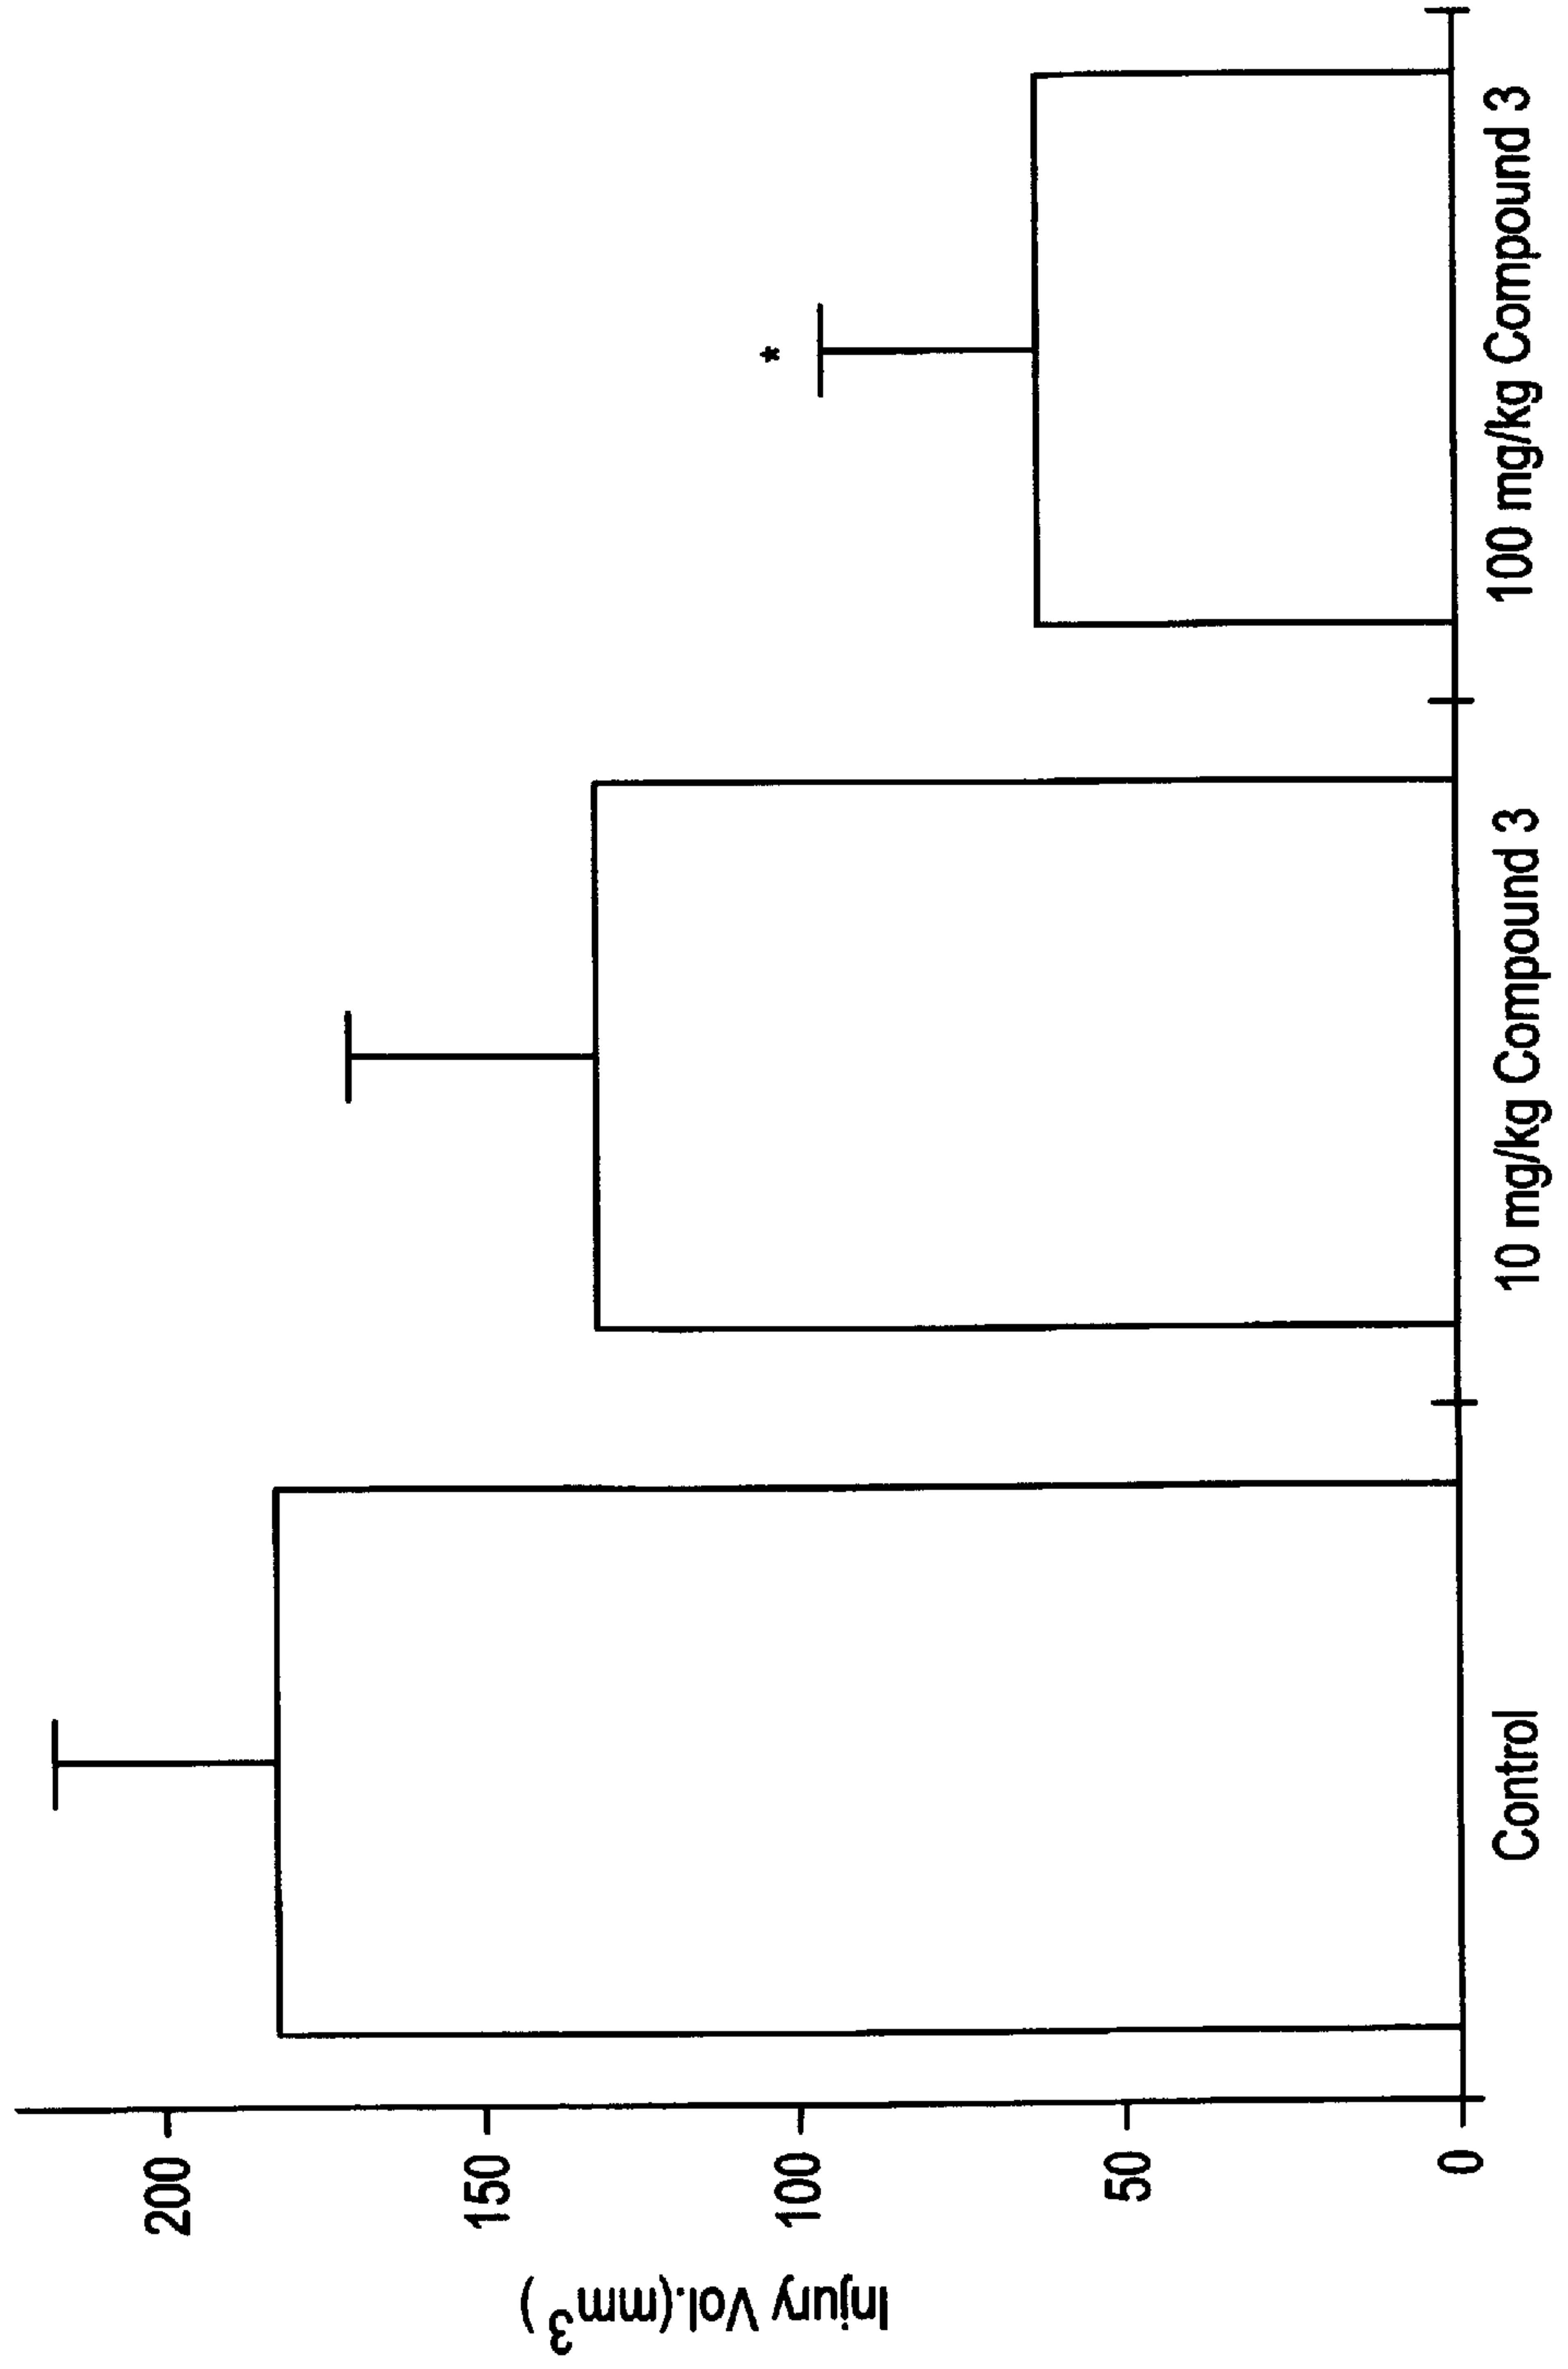 Injury Vol.(mm3)
200
150
100
50
0
*
Control
10 mg/kg Compound 3
100 mg/kg Compound 3